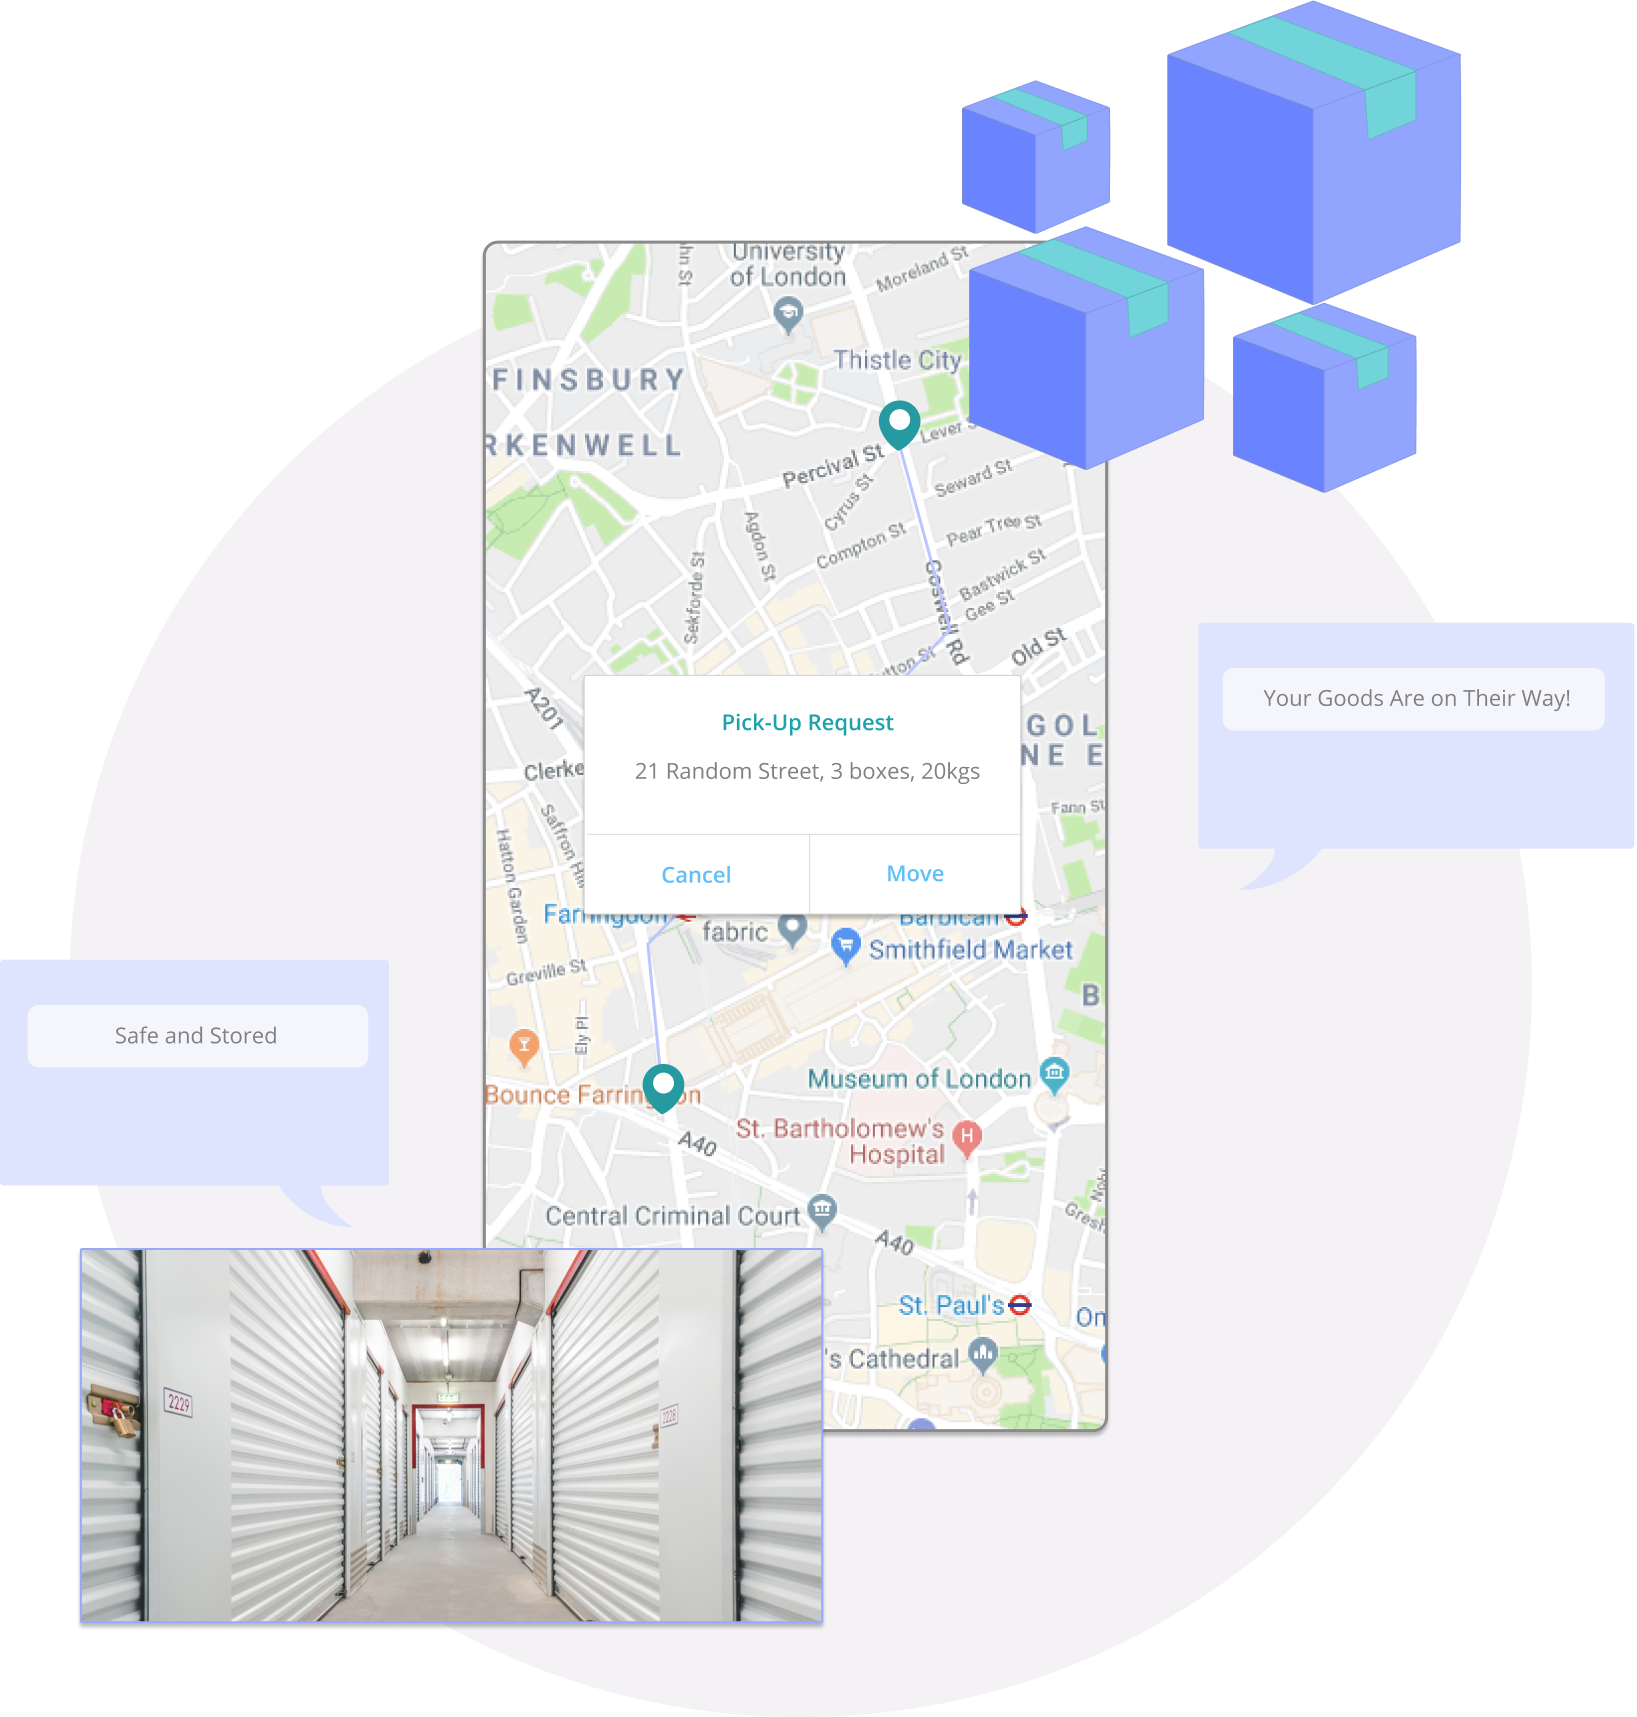 University
of London
Moreland St
Thistle City
FINSBURY
RKENWELL
Percival St
Lever
Cyrus St
Seward St
Agdon St
Compton St
Pear Tree St
Sekforde St
Bastwick St
Gee St
Goswell Rd
Old St
A201
GOL
NE E
Your Goods Are on Their Way!
Pick-Up Request
21 Random Street, 3 boxes, 20kgs
Cancel
Move
Clerke
Saffron Hi
Hatton Garden
Fann St
Farringdon
fabric
Barbican
Smithfield Market
Greville St
B
Safe and Stored
Ely Pl
Bounce Farringdon
Museum of London
St. Bartholomew's
Hospital
H
A40
Central Criminal Court
Gresh
A40
St. Paul's
On
's Cathedral
2229
2228